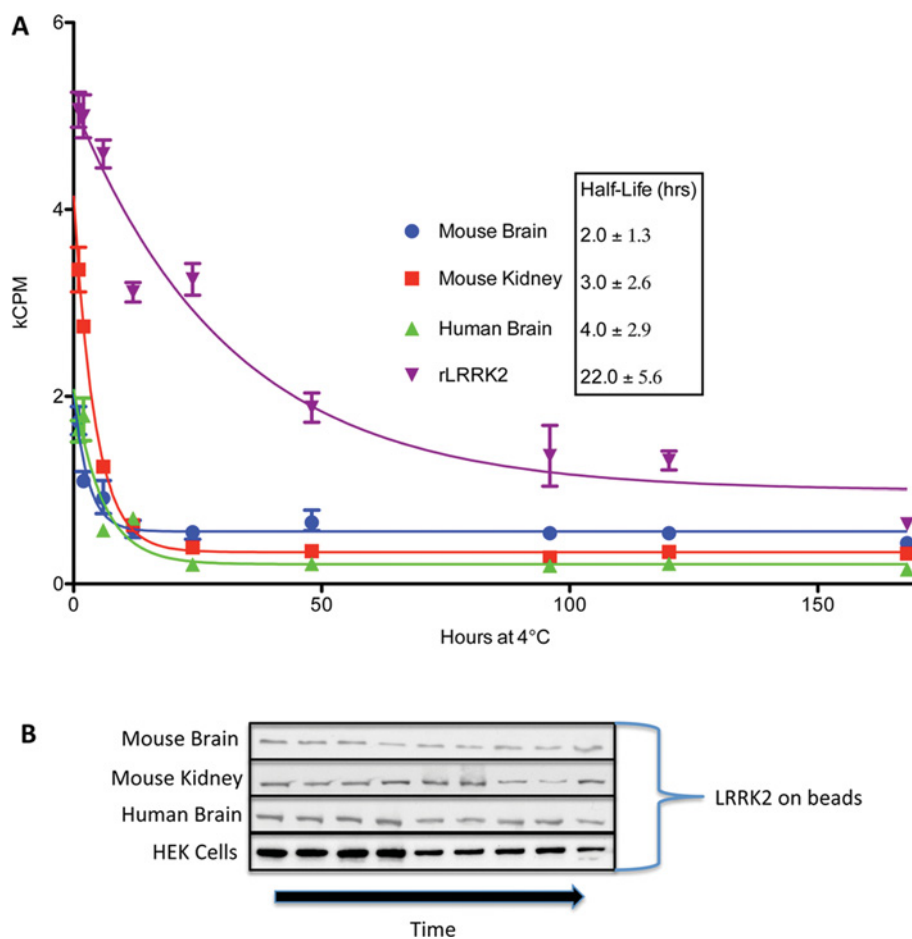 A
6
4
2
0
kCPM
0
50
100
150
Hours at 4°C
Half-Life (hrs)
Mouse Brain 2.0 ± 1.3
Mouse Kidney 3.0 ± 2.6
Human Brain 4.0 ± 2.9
rLRRK2 22.0 ± 5.6
B
Mouse Brain
Mouse Kidney
Human Brain
HEK Cells
LRRK2 on beads
Time